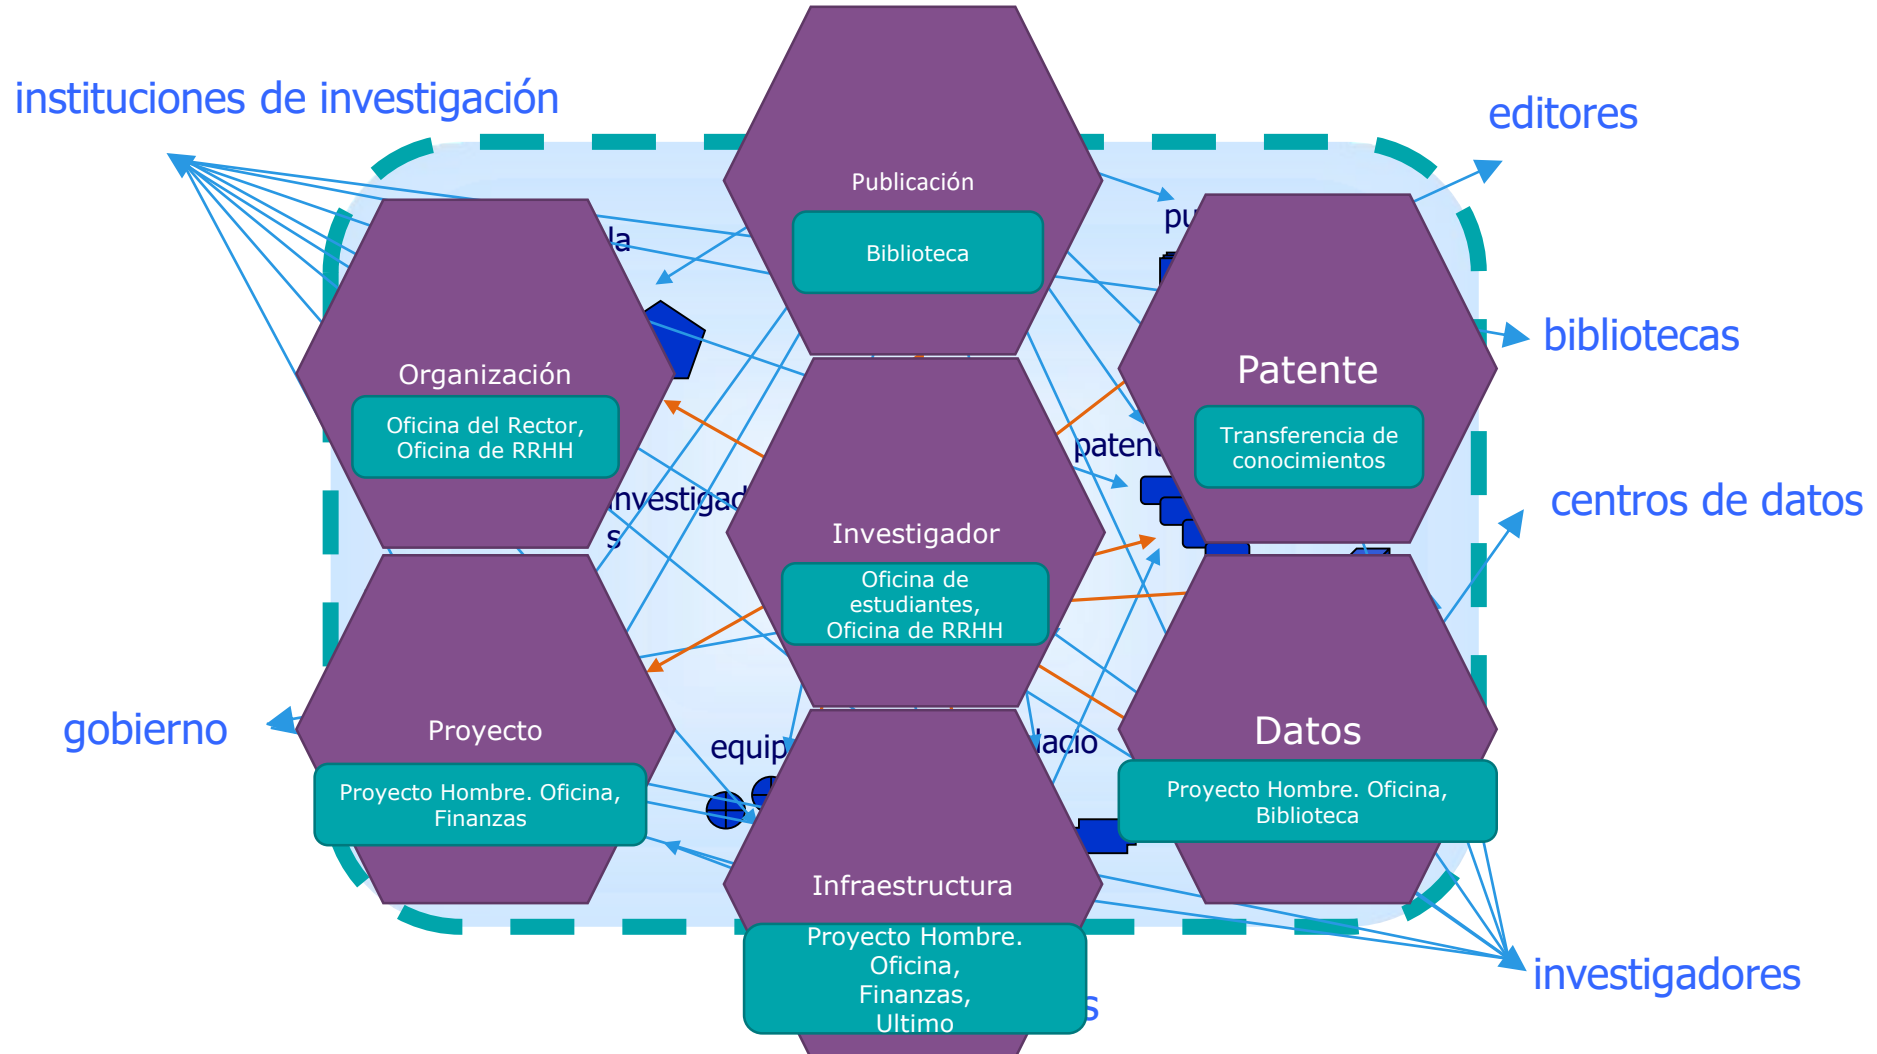 instituciones de investigación
editores
Publicación
Biblioteca
la
Organización
Oficina del Rector,
Oficina de RRHH
Patente
Transferencia de
conocimientos
bibliotecas
centros de datos
Investigador
Oficina de
estudiantes,
Oficina de RRHH
gobierno
Proyecto
Proyecto Hombre. Oficina,
Finanzas
Datos
Proyecto Hombre. Oficina,
Biblioteca
Infraestructura
Proyecto Hombre.
Oficina,
Finanzas,
Ultimo
investigadores